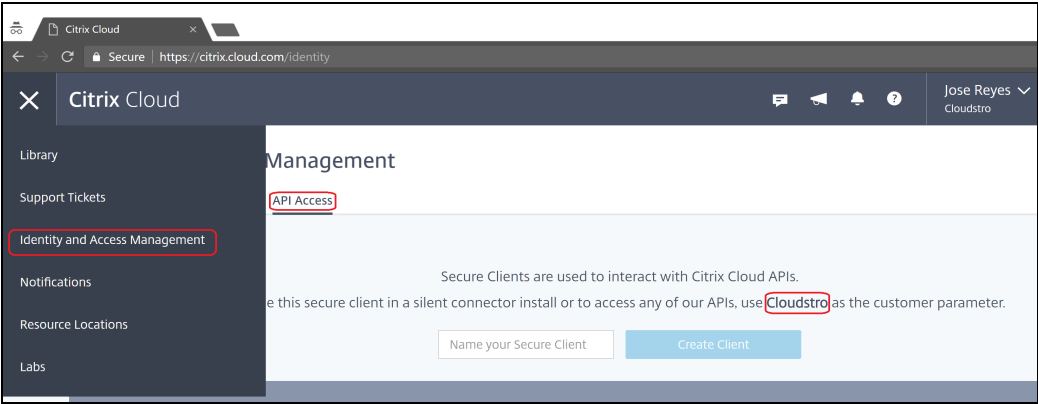 Citrix Cloud
Secure https://citrix.cloud.com/identity
Citrix Cloud
Jose Reyes
Cloudstro
Library
Support Tickets
Identity and Access Management
Notifications
Resource Locations
Labs
Management
API Access
Secure Clients are used to interact with Citrix Cloud APIs.
e this secure client in a silent connector install or to access any of our APIs, use Cloudstro as the customer parameter.
Name your Secure Client
Create Client